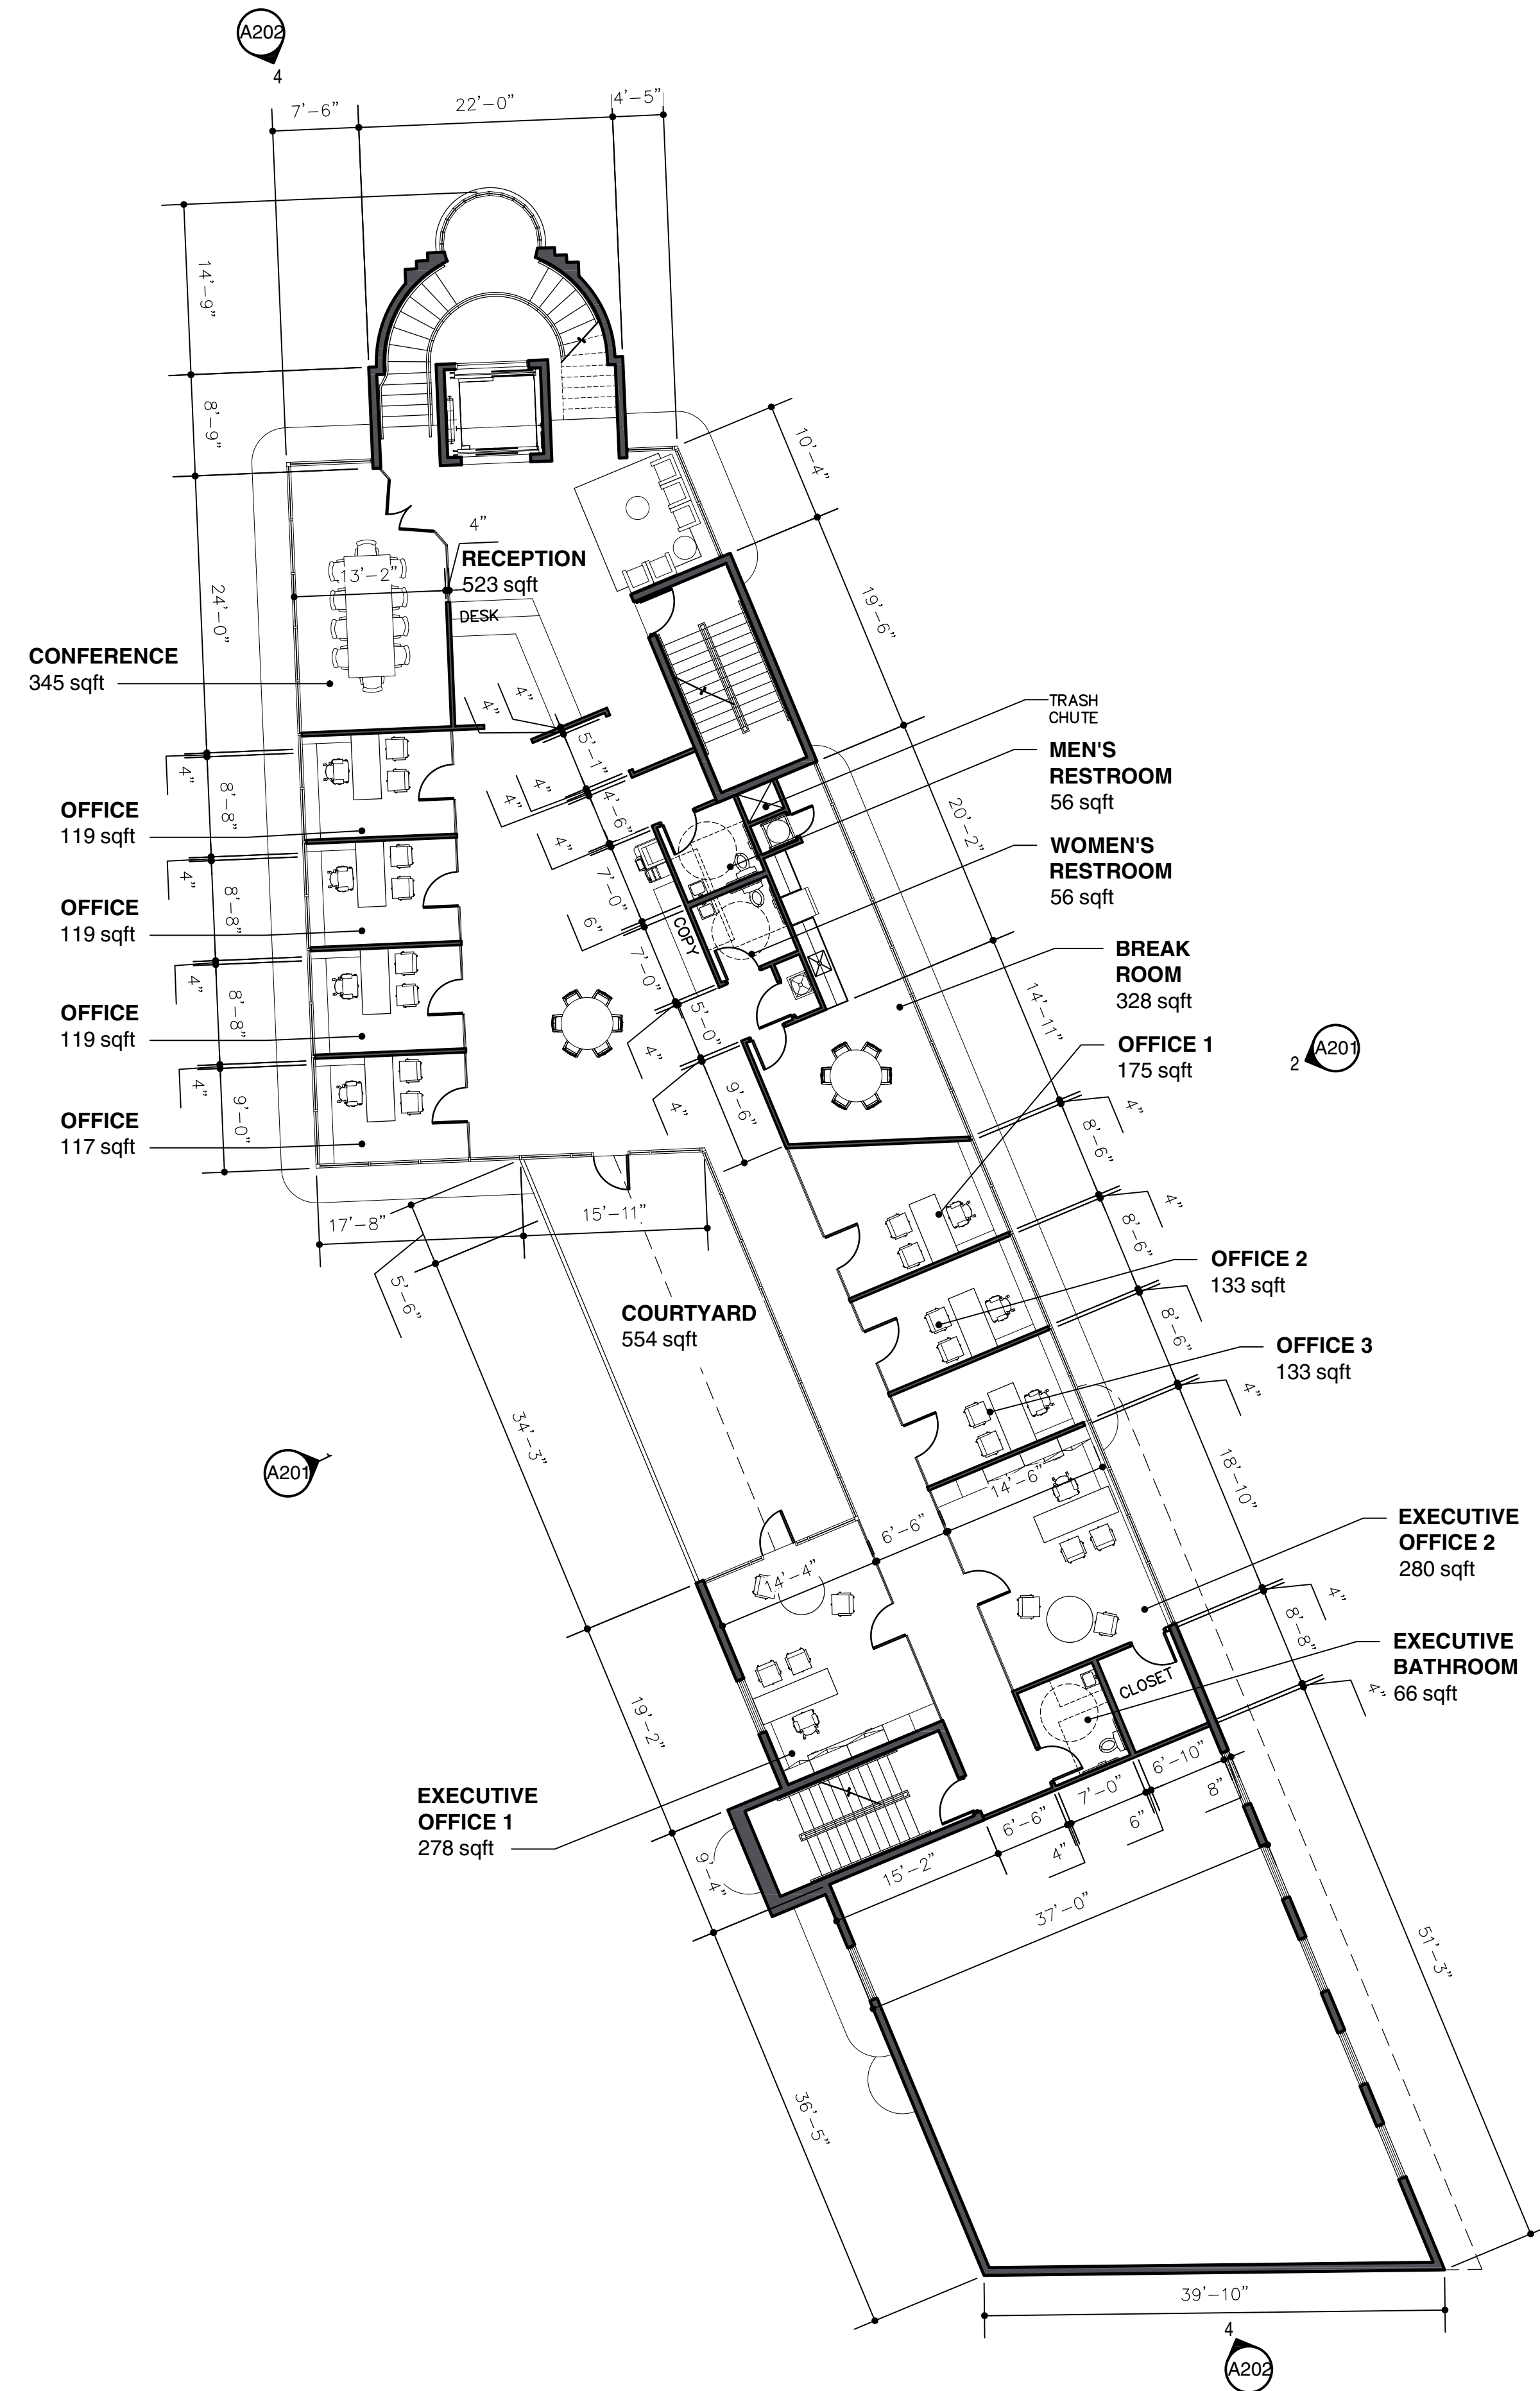 A202
4
7'-6"
22'-0"
4'-5"
14'-9"
8'-9"
24'-0"
10'-4"
19'-6"
4"
RECEPTION
523 sqft
13'-2"
DESK
CONFERENCE
345 sqft
4"
4"
5'-1"
4"
4"
4'-6"
4"
7'-0"
6"
7'-0"
COPY
5'-0"
4"
4"
9'-6"
TRASH
CHUTE
MEN'S
RESTROOM
56 sqft
20'-2"
WOMEN'S
RESTROOM
56 sqft
4"
8'-8"
OFFICE
119 sqft
4"
8'-8"
OFFICE
119 sqft
4"
8'-8"
OFFICE
119 sqft
4"
9'-0"
OFFICE
117 sqft
BREAK
ROOM
328 sqft
14'-11"
OFFICE 1
175 sqft
2
A201
4"
8'-6"
4"
8'-6"
17'-8"
15'-11"
5'-6"
COURTYARD
554 sqft
OFFICE 2
133 sqft
8'-6"
OFFICE 3
133 sqft
4"
34'-3"
A201
1
14'-6"
18'-10"
6'-6"
14'-4"
EXECUTIVE
OFFICE 2
280 sqft
4"
8'-8"
EXECUTIVE
BATHROOM
66 sqft
4"
CLOSET
19'-2"
EXECUTIVE
OFFICE 1
278 sqft
6'-10"
7'-0"
8"
6"
6'-6"
4"
15'-2"
9'-4"
37'-0"
51'-3"
36'-5"
39'-10"
4
A202